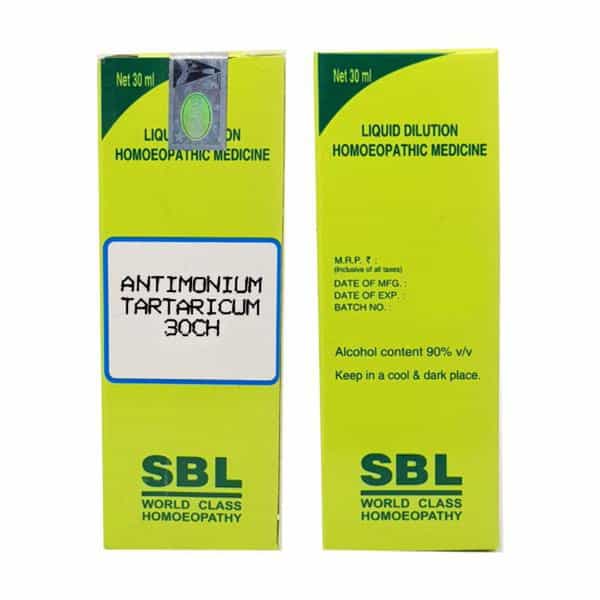 Net 30 ml
HOMOEOPATHIC MEDICINE
ANTIMONIUM
TARTARICUM
30CH
SBL
WORLD CLASS
HOMOEOPATHY
Net 30 ml
LIQUID DILUTION
HOMOEOPATHIC MEDICINE
M.R.P. ₹ :
(Inclusive of all taxes)
DATE OF MFG. :
DATE OF EXP. :
BATCH NO. :
Alcohol content 90% v/v
Keep in a cool & dark place.
SBL
WORLD CLASS
HOMOEOPATHY